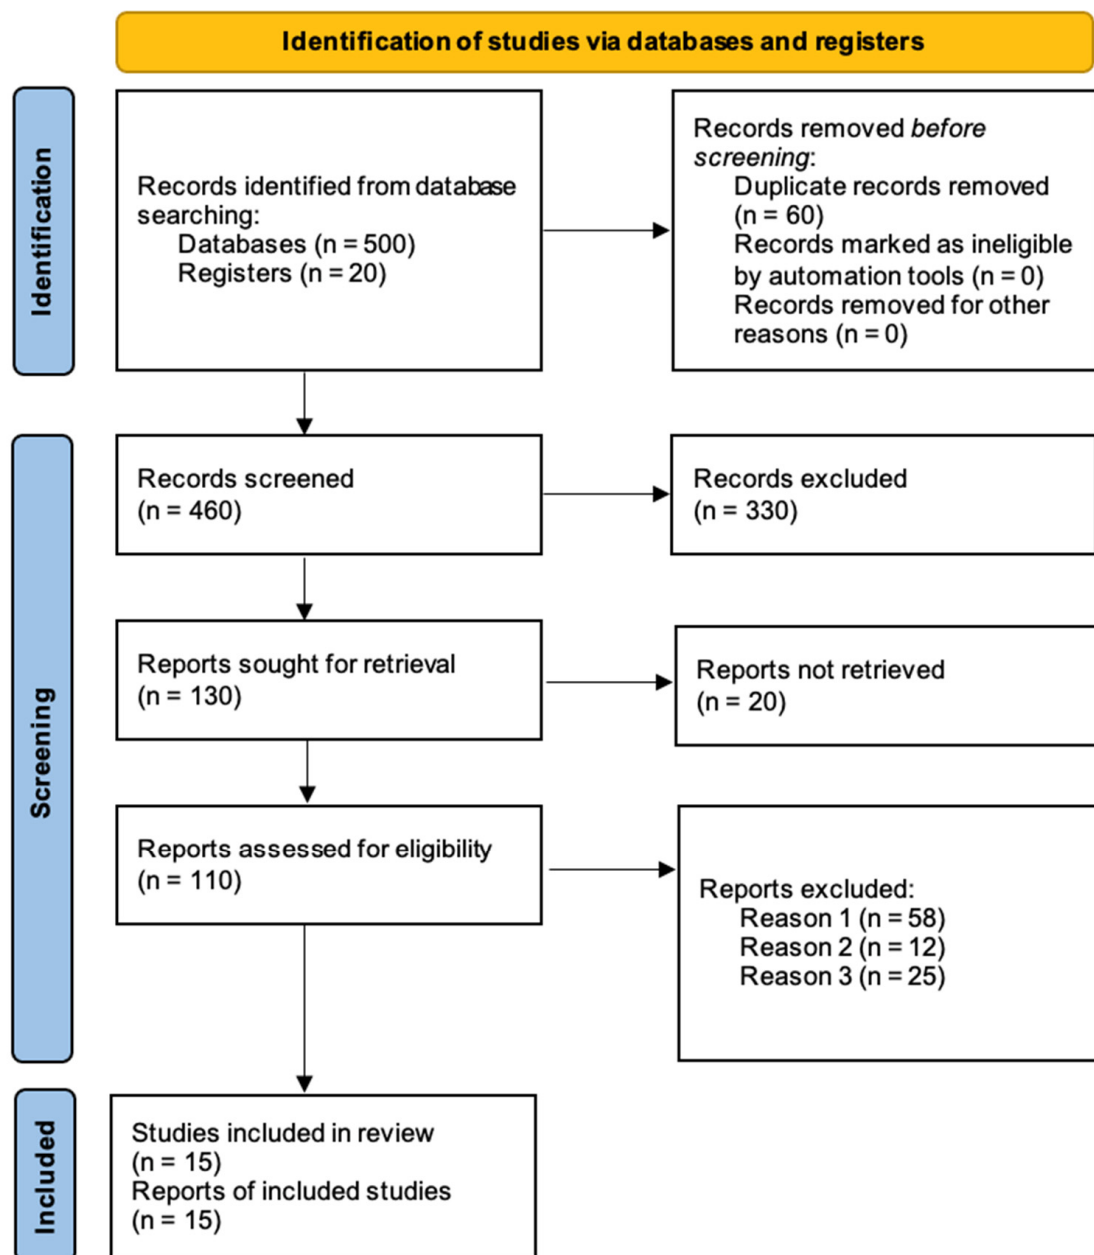 Identification of studies via databases and registers
Identification
Records identified from database
searching:
Databases (n = 500)
Registers (n = 20)
Records removed before
screening:
Duplicate records removed
(n = 60)
Records marked as ineligible
by automation tools (n = 0)
Records removed for other
reasons (n = 0)
Screening
Records screened
(n = 460)
Records excluded
(n = 330)
Reports sought for retrieval
(n = 130)
Reports not retrieved
(n = 20)
Reports assessed for eligibility
(n = 110)
Reports excluded:
Reason 1 (n = 58)
Reason 2 (n = 12)
Reason 3 (n = 25)
Included
Studies included in review
(n = 15)
Reports of included studies
(n = 15)